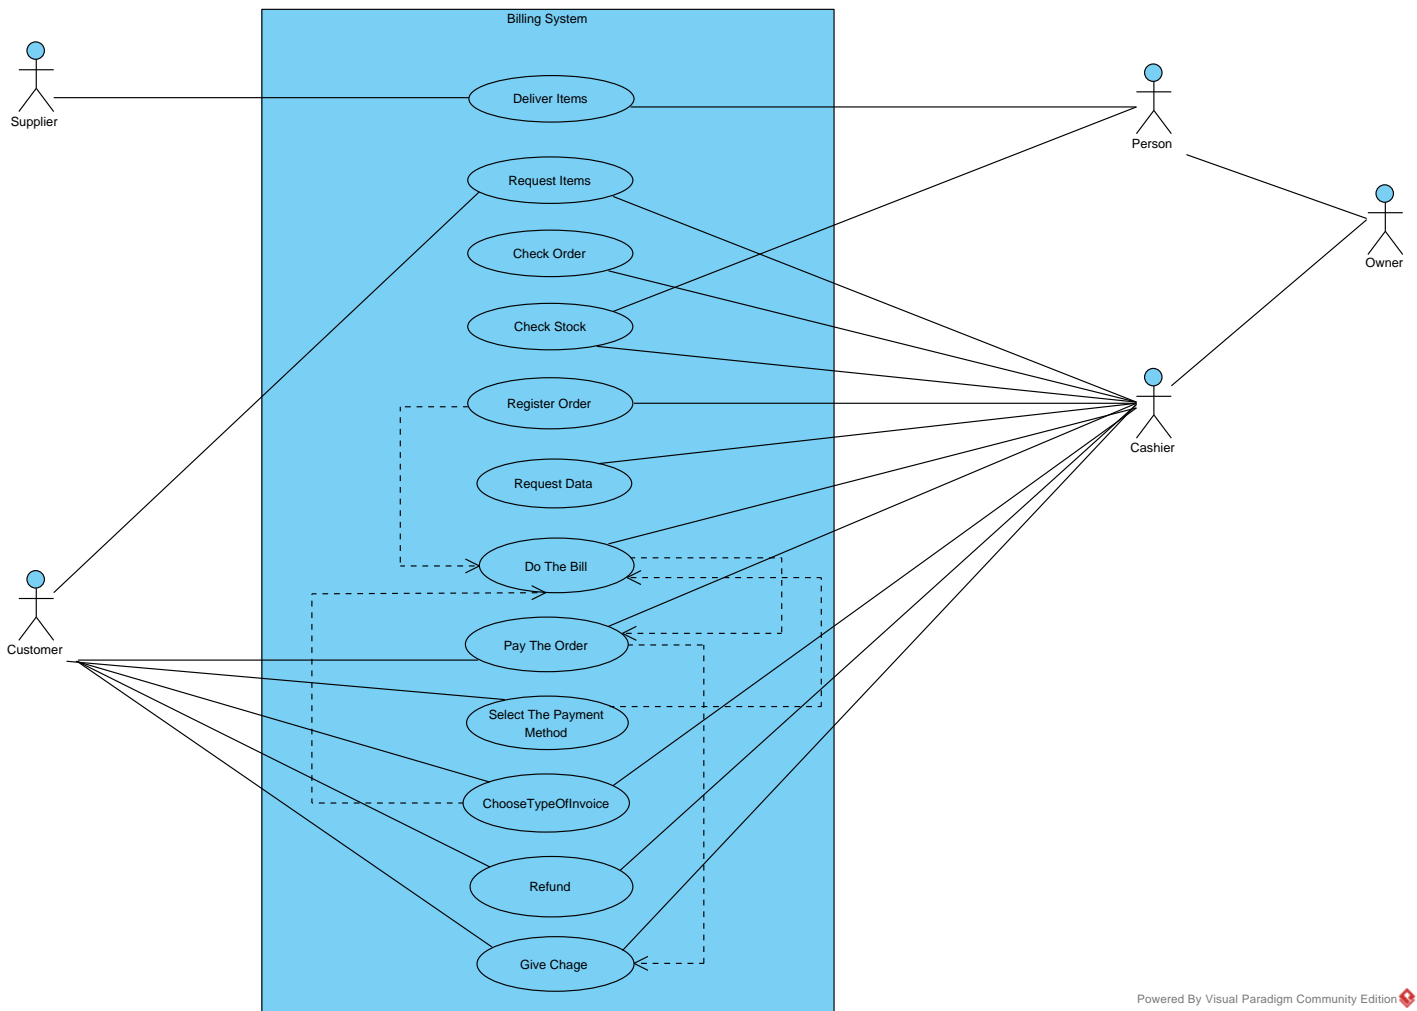 Billing System
Supplier
Deliver Items
Person
Request Items
Owner
Check Order
Check Stock
Register Order
Cashier
Request Data
Do The Bill
Customer
Pay The Order
Select The Payment
Method
ChooseTypeOfInvoice
Refund
Give Chage
Powered By Visual Paradigm Community Edition